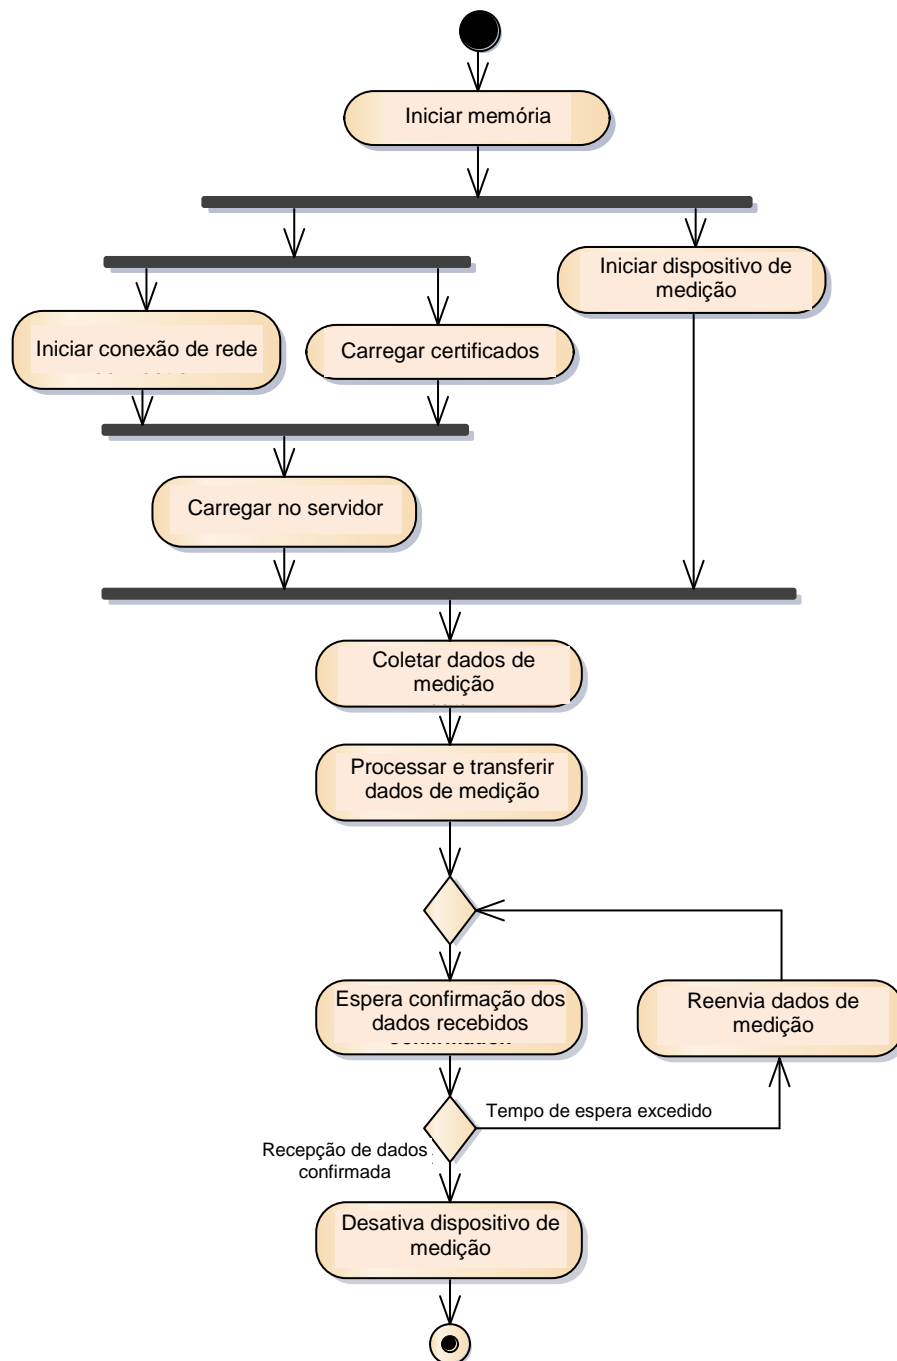 Iniciar memória
Iniciar dispositivo de
medição
Iniciar conexão de rede
Carregar certificados
Carregar no servidor
Coletar dados de
medição
Processar e transferir
dados de medição
Espera confirmação dos
dados recebidos
Reenvia dados de
medição
Tempo de espera excedido
Recepção de dados
confirmada
Desativa dispositivo de
medição